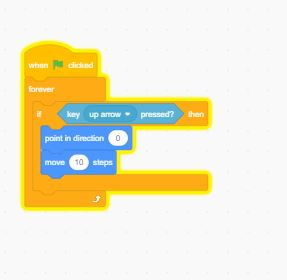 when clicked
forever
if key up arrow pressed? then
point in direction 0
move 10 steps